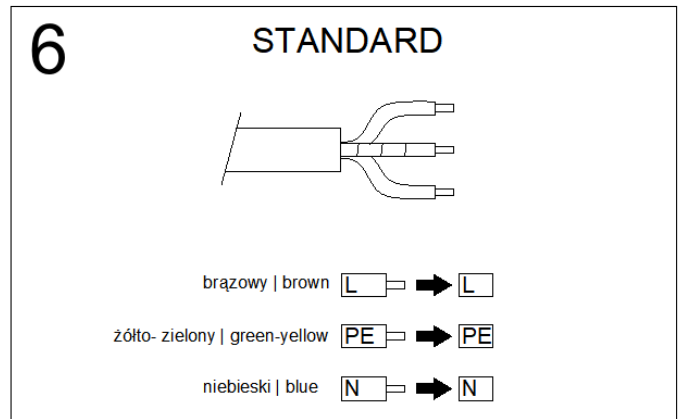 6
STANDARD
brązowy | brown L L
żółto- zielony | green-yellow PE PE
niebieski | blue N N